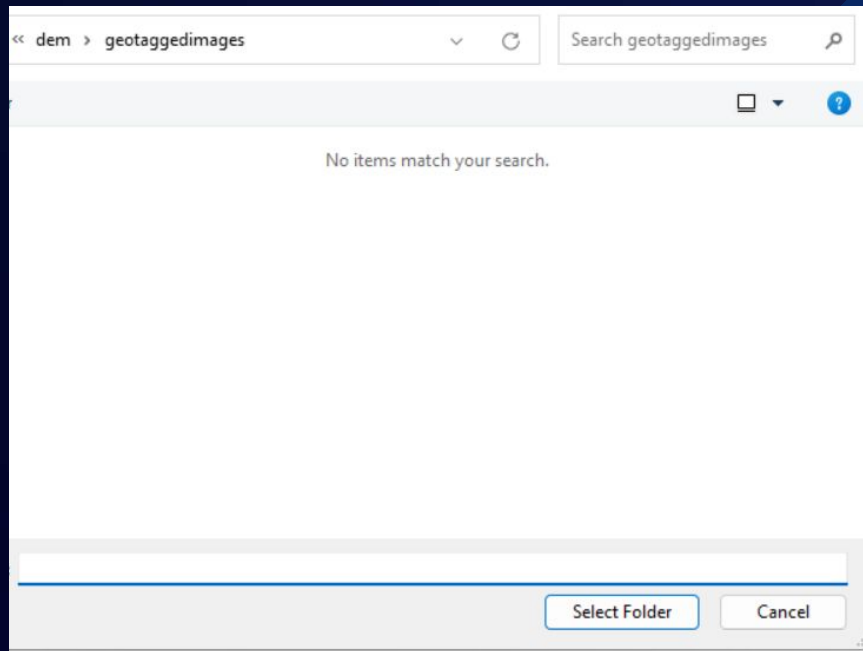 « dem › geotaggedimages
Search geotaggedimages
?
No items match your search.
Select Folder
Cancel